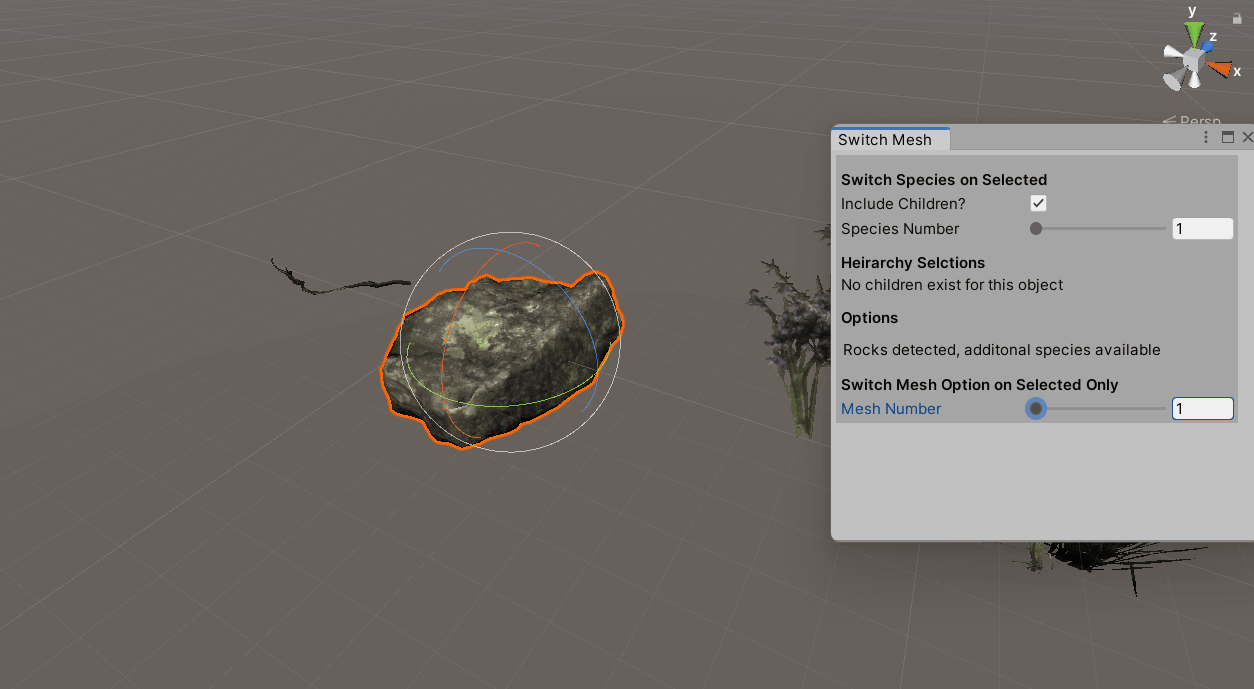 y
z
x
Persp
Switch Mesh
Switch Species on Selected
Include Children?
Species Number 1
Heirarchy Selctions
No children exist for this object
Options
Rocks detected, additonal species available
Switch Mesh Option on Selected Only
Mesh Number 1